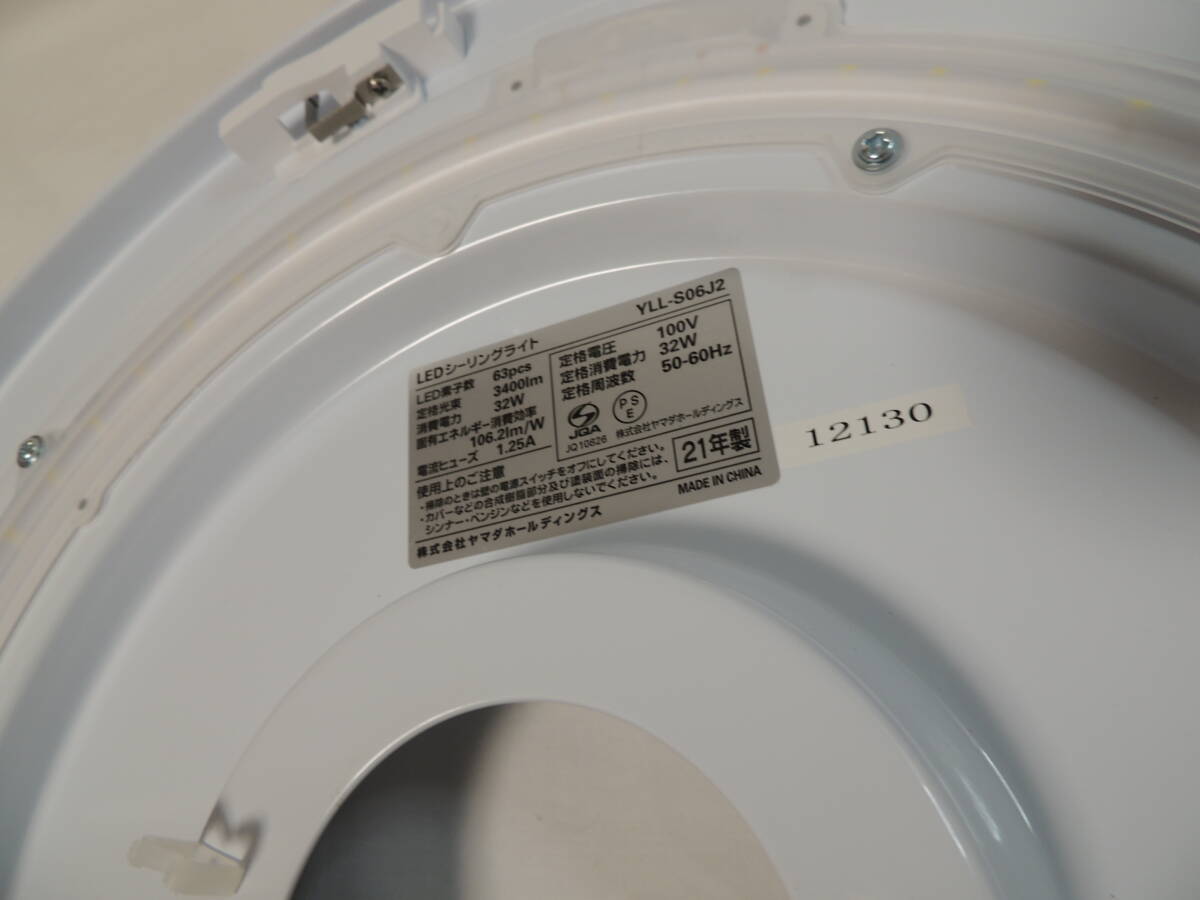 LEDシーリングライト YLL-S06J2
LED素子数 63pcs
定格光束 3400lm
消費電力 32W
固有エネルギー消費効率
106.2lm/W
電流ヒューズ 1.25A
定格電圧 100V
定格消費電力 32W
定格周波数 50-60Hz
JQA
PSE
JQ10826 株式会社ヤマダホールディングス
使用上のご注意
・掃除のときは壁の電源スイッチをオフにしてください。
・カバーなどの合成樹脂部分及び塗装面の掃除には、
シンナー・ベンジンなどを使用しないでください。
21年製
株式会社ヤマダホールディングス MADE IN CHINA
12130